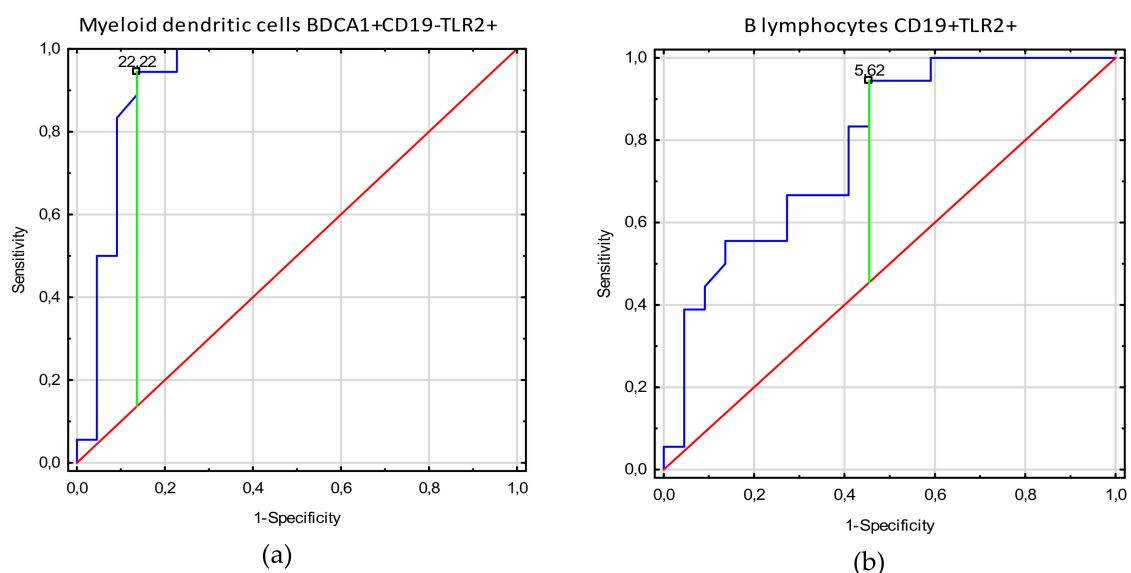 Myeloid dendritic cells BDCA1+CD19-TLR2+
1,0
0,8
0,6
0,4
0,2
0,0
Sensitivity
22,22
0,0 0,2 0,4 0,6 0,8 1,0
1-Specificity
(a)
B lymphocytes CD19+TLR2+
1,0
0,8
0,6
0,4
0,2
0,0
Sensitivity
5,62
0,0 0,2 0,4 0,6 0,8 1,0
1-Specificity
(b)